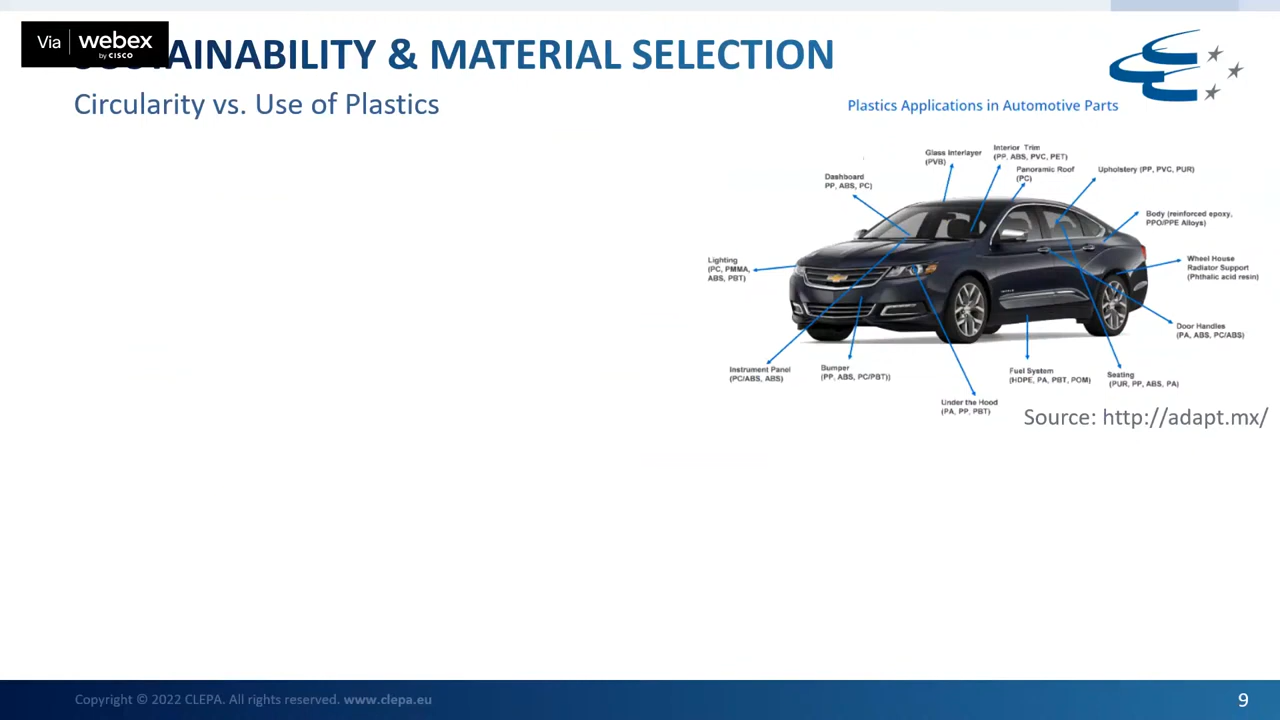 Via webex
by CISCO
SUSTAINABILITY & MATERIAL SELECTION
Circularity vs. Use of Plastics
Plastics Applications in Automotive Parts
Glass Interlayer
(PVB)
Interior Trim
(PP, ABS, PVC, PET)
Panoramic Roof
(PC)
Upholstery (PP, PVC, PUR)
Dashboard
PP, ABS, PC)
Body (reinforced epoxy,
PPO/PPE Alloys)
Lighting
(PC, PMMA,
ABS, PBT)
Wheel House
Radiator Support
(Phthalic acid resin)
Door Handles
(PA, ABS, PC/ABS)
Instrument Panel
(PC/ABS, ABS)
Bumper
(PP, ABS, PC/PBT))
Fuel System
(HDPE, PA, PBT, POM)
Seating
(PUR, PP, ABS, PA)
Under the Hood
(PA, PP, PBT)
Source: http://adapt.mx/
Copyright © 2022 CLEPA. All rights reserved. www.clepa.eu
9